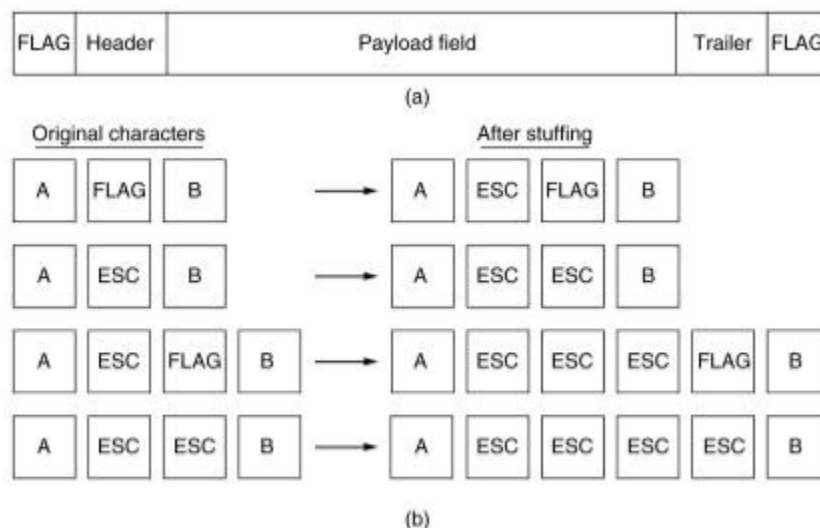 FLAG Header Payload field Trailer FLAG
(a)
Original characters After stuffing
A FLAG B A ESC FLAG B
A ESC B A ESC ESC B
A ESC FLAG B A ESC ESC ESC FLAG B
A ESC ESC B A ESC ESC ESC ESC B
(b)